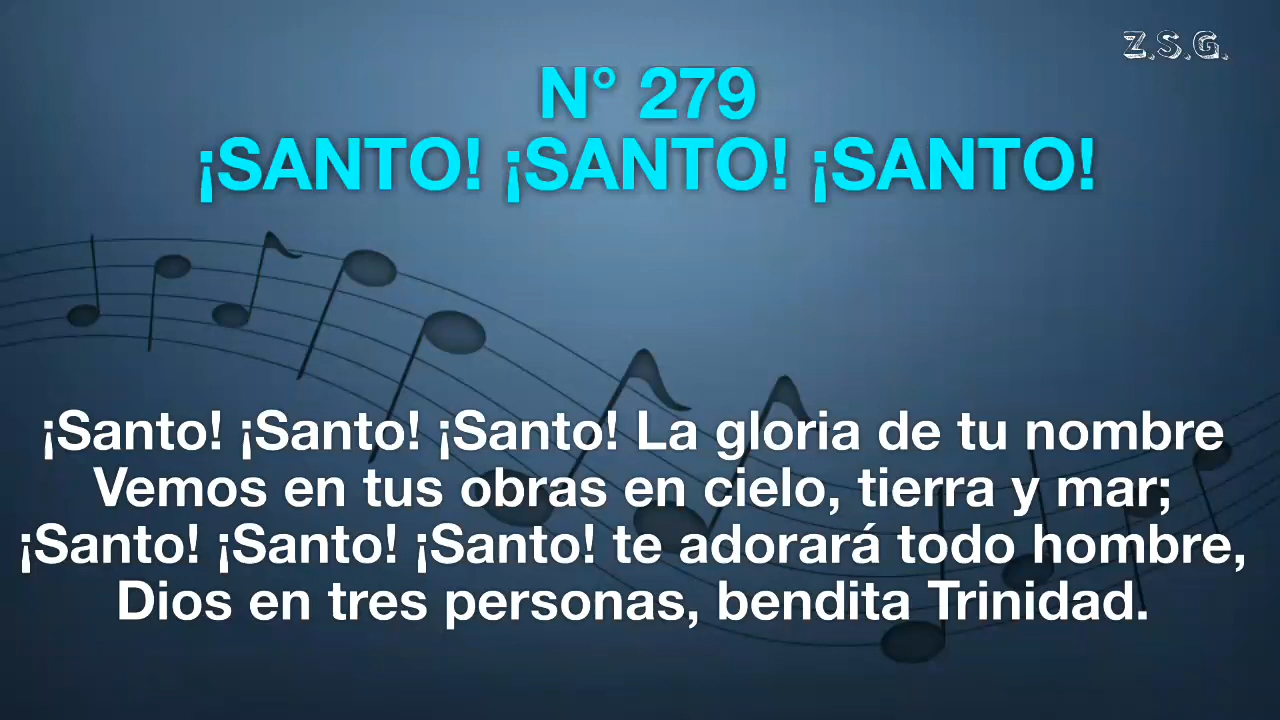 Z.S.G.
N° 279
¡SANTO! ¡SANTO! ¡SANTO!
¡Santo! ¡Santo! ¡Santo! La gloria de tu nombre
Vemos en tus obras en cielo, tierra y mar;
¡Santo! ¡Santo! ¡Santo! te adorará todo hombre,
Dios en tres personas, bendita Trinidad.